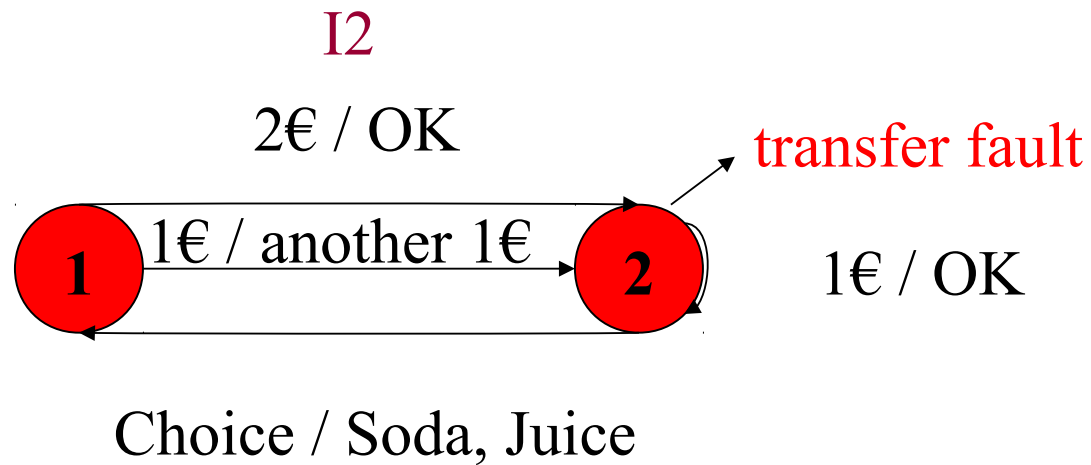 I2
2€ / OK
transfer fault
1€ / another 1€
1
2
1€ / OK
Choice / Soda, Juice